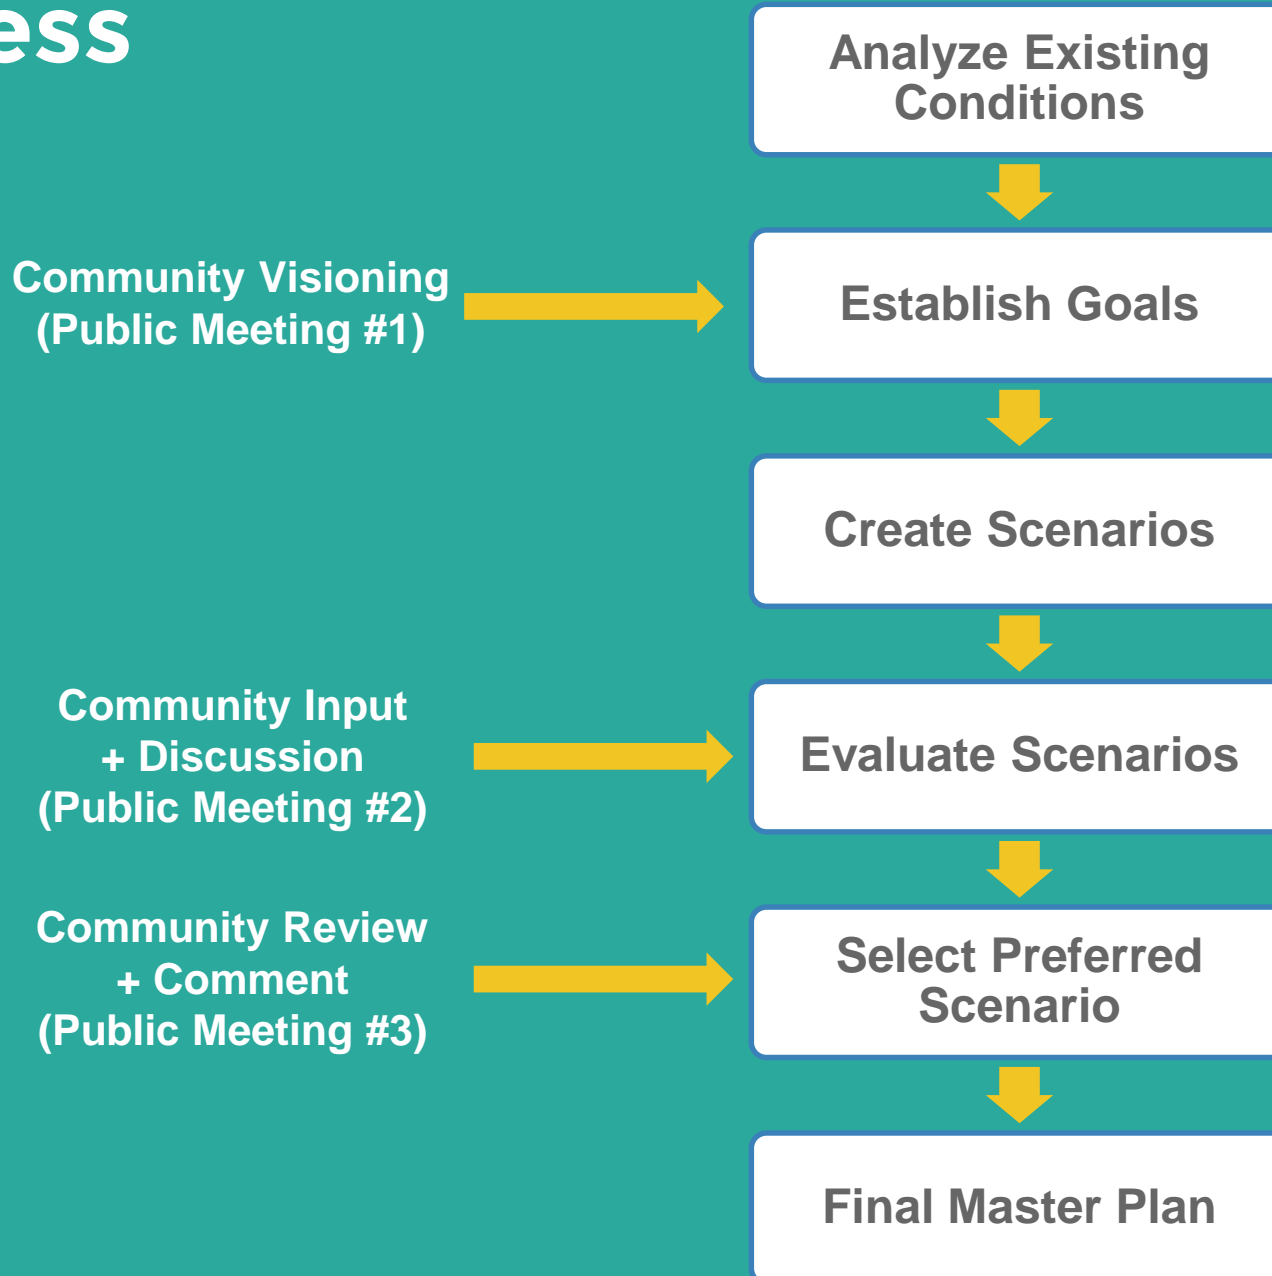 ess
Analyze Existing
Conditions
Community Visioning
(Public Meeting #1)
Establish Goals
Create Scenarios
Community Input
+ Discussion
(Public Meeting #2)
Evaluate Scenarios
Community Review
+ Comment
(Public Meeting #3)
Select Preferred
Scenario
Final Master Plan